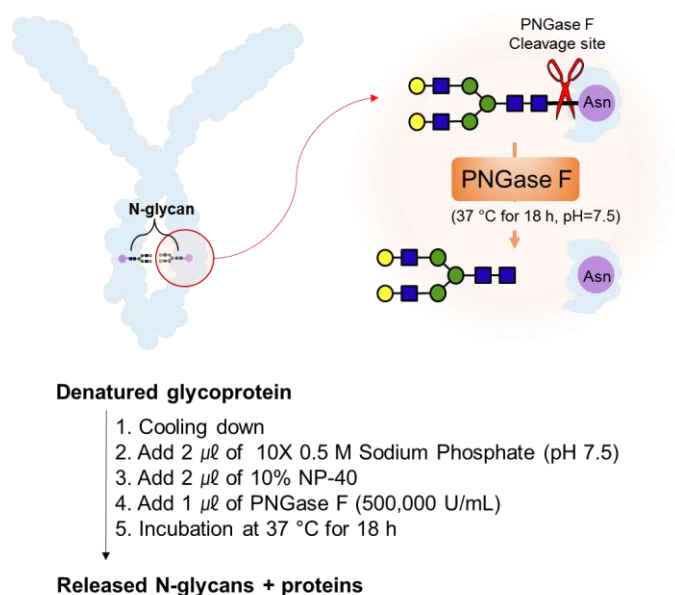 PNGase F
Cleavage site
Asn
N-glycan
PNGase F
(37 °C for 18 h, pH=7.5)
Asn
Denatured glycoprotein
1. Cooling down
2. Add 2 ㎕ of 10X 0.5 M Sodium Phosphate (pH 7.5)
3. Add 2 ㎕ of 10% NP-40
4. Add 1 ㎕ of PNGase F (500,000 U/mL)
5. Incubation at 37 °C for 18 h
Released N-glycans + proteins